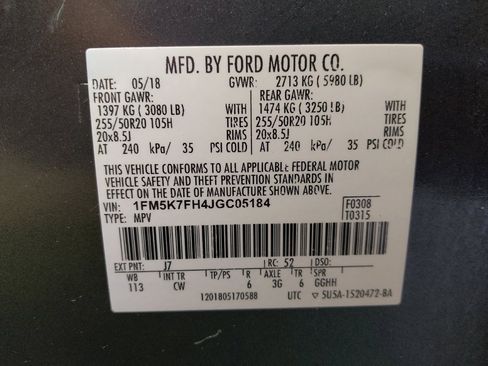 MFD. BY FORD MOTOR CO.
DATE: 05/18 GVWR: 2713 KG ( 5980 LB)
FRONT GAWR: REAR GAWR:
1397 KG ( 3080 LB) WITH 1474 KG ( 3250 LB) WITH
255/50R20 105H TIRES 255/50R20 105H TIRES
20x8.5J RIMS 20x8.5J RIMS
AT 240 kPa/ 35 PSI COLD AT 240 kPa/ 35 PSI COLD
THIS VEHICLE CONFORMS TO ALL APPLICABLE FEDERAL MOTOR
VEHICLE SAFETY AND THEFT PREVENTION STANDARDS IN
EFFECT ON THE DATE OF MANUFACTURE SHOWN ABOVE.
VIN: 1FM5K7FH4JGC05184 F0308
TYPE: MPV T0315
EXT PNT: J7 RC: 52 DSO:
WB INT TR TP/PS R AXLE TR SPR
113 CW 6 3G 6 GGHH
1201805170588 UTC ▽ 5U5A-1520472-BA